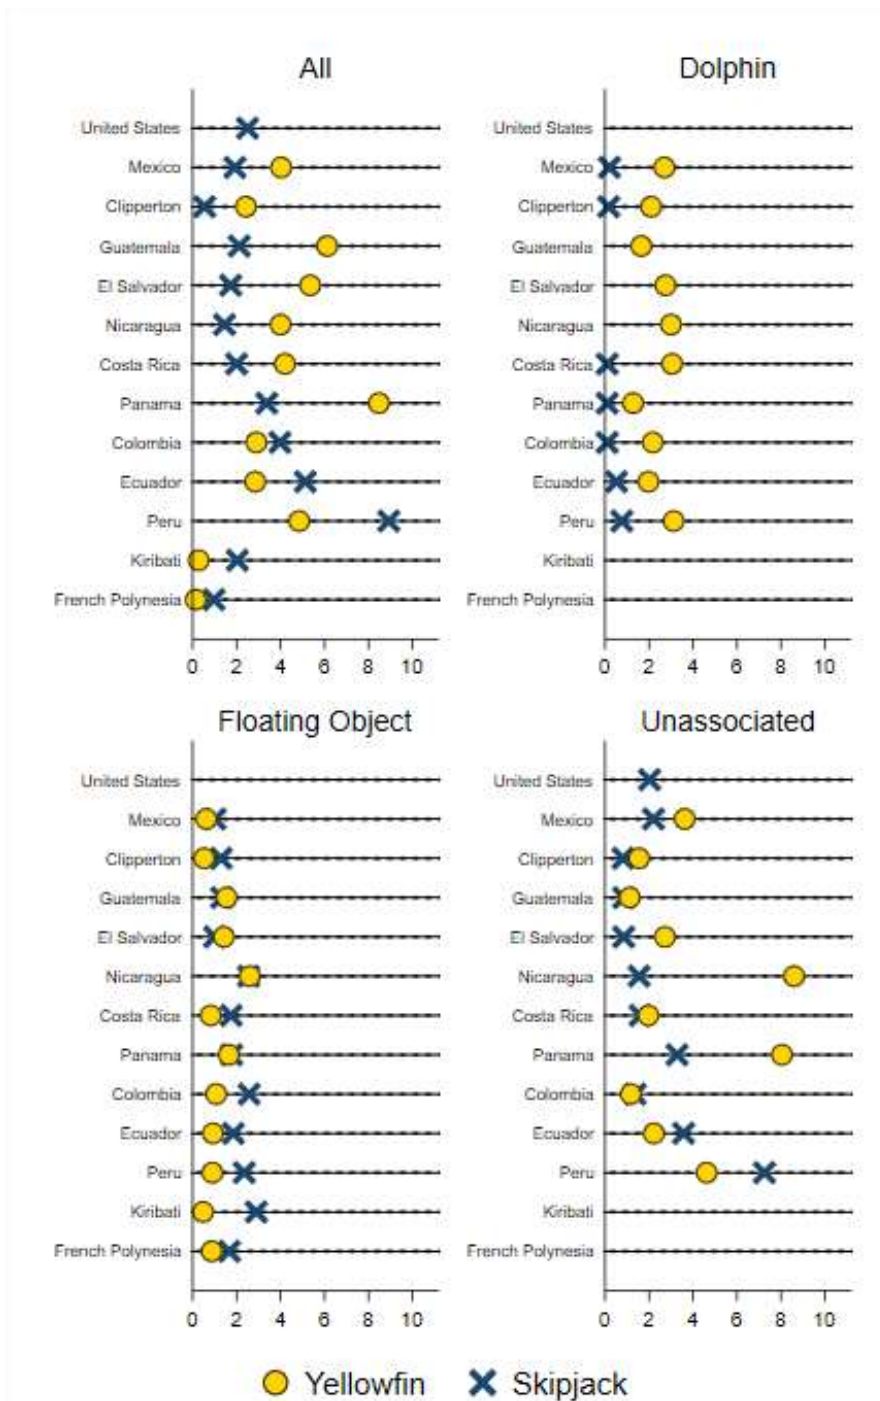 All
United States
Mexico
Clipperton
Guatemala
El Salvador
Nicaragua
Costa Rica
Panama
Colombia
Ecuador
Peru
Kiribati
French Polynesia
0 2 4 6 8 10
Dolphin
United States
Mexico
Clipperton
Guatemala
El Salvador
Nicaragua
Costa Rica
Panama
Colombia
Ecuador
Peru
Kiribati
French Polynesia
0 2 4 6 8 10
Floating Object
United States
Mexico
Clipperton
Guatemala
El Salvador
Nicaragua
Costa Rica
Panama
Colombia
Ecuador
Peru
Kiribati
French Polynesia
0 2 4 6 8 10
Unassociated
United States
Mexico
Clipperton
Guatemala
El Salvador
Nicaragua
Costa Rica
Panama
Colombia
Ecuador
Peru
Kiribati
French Polynesia
0 2 4 6 8 10
Yellowfin Skipjack